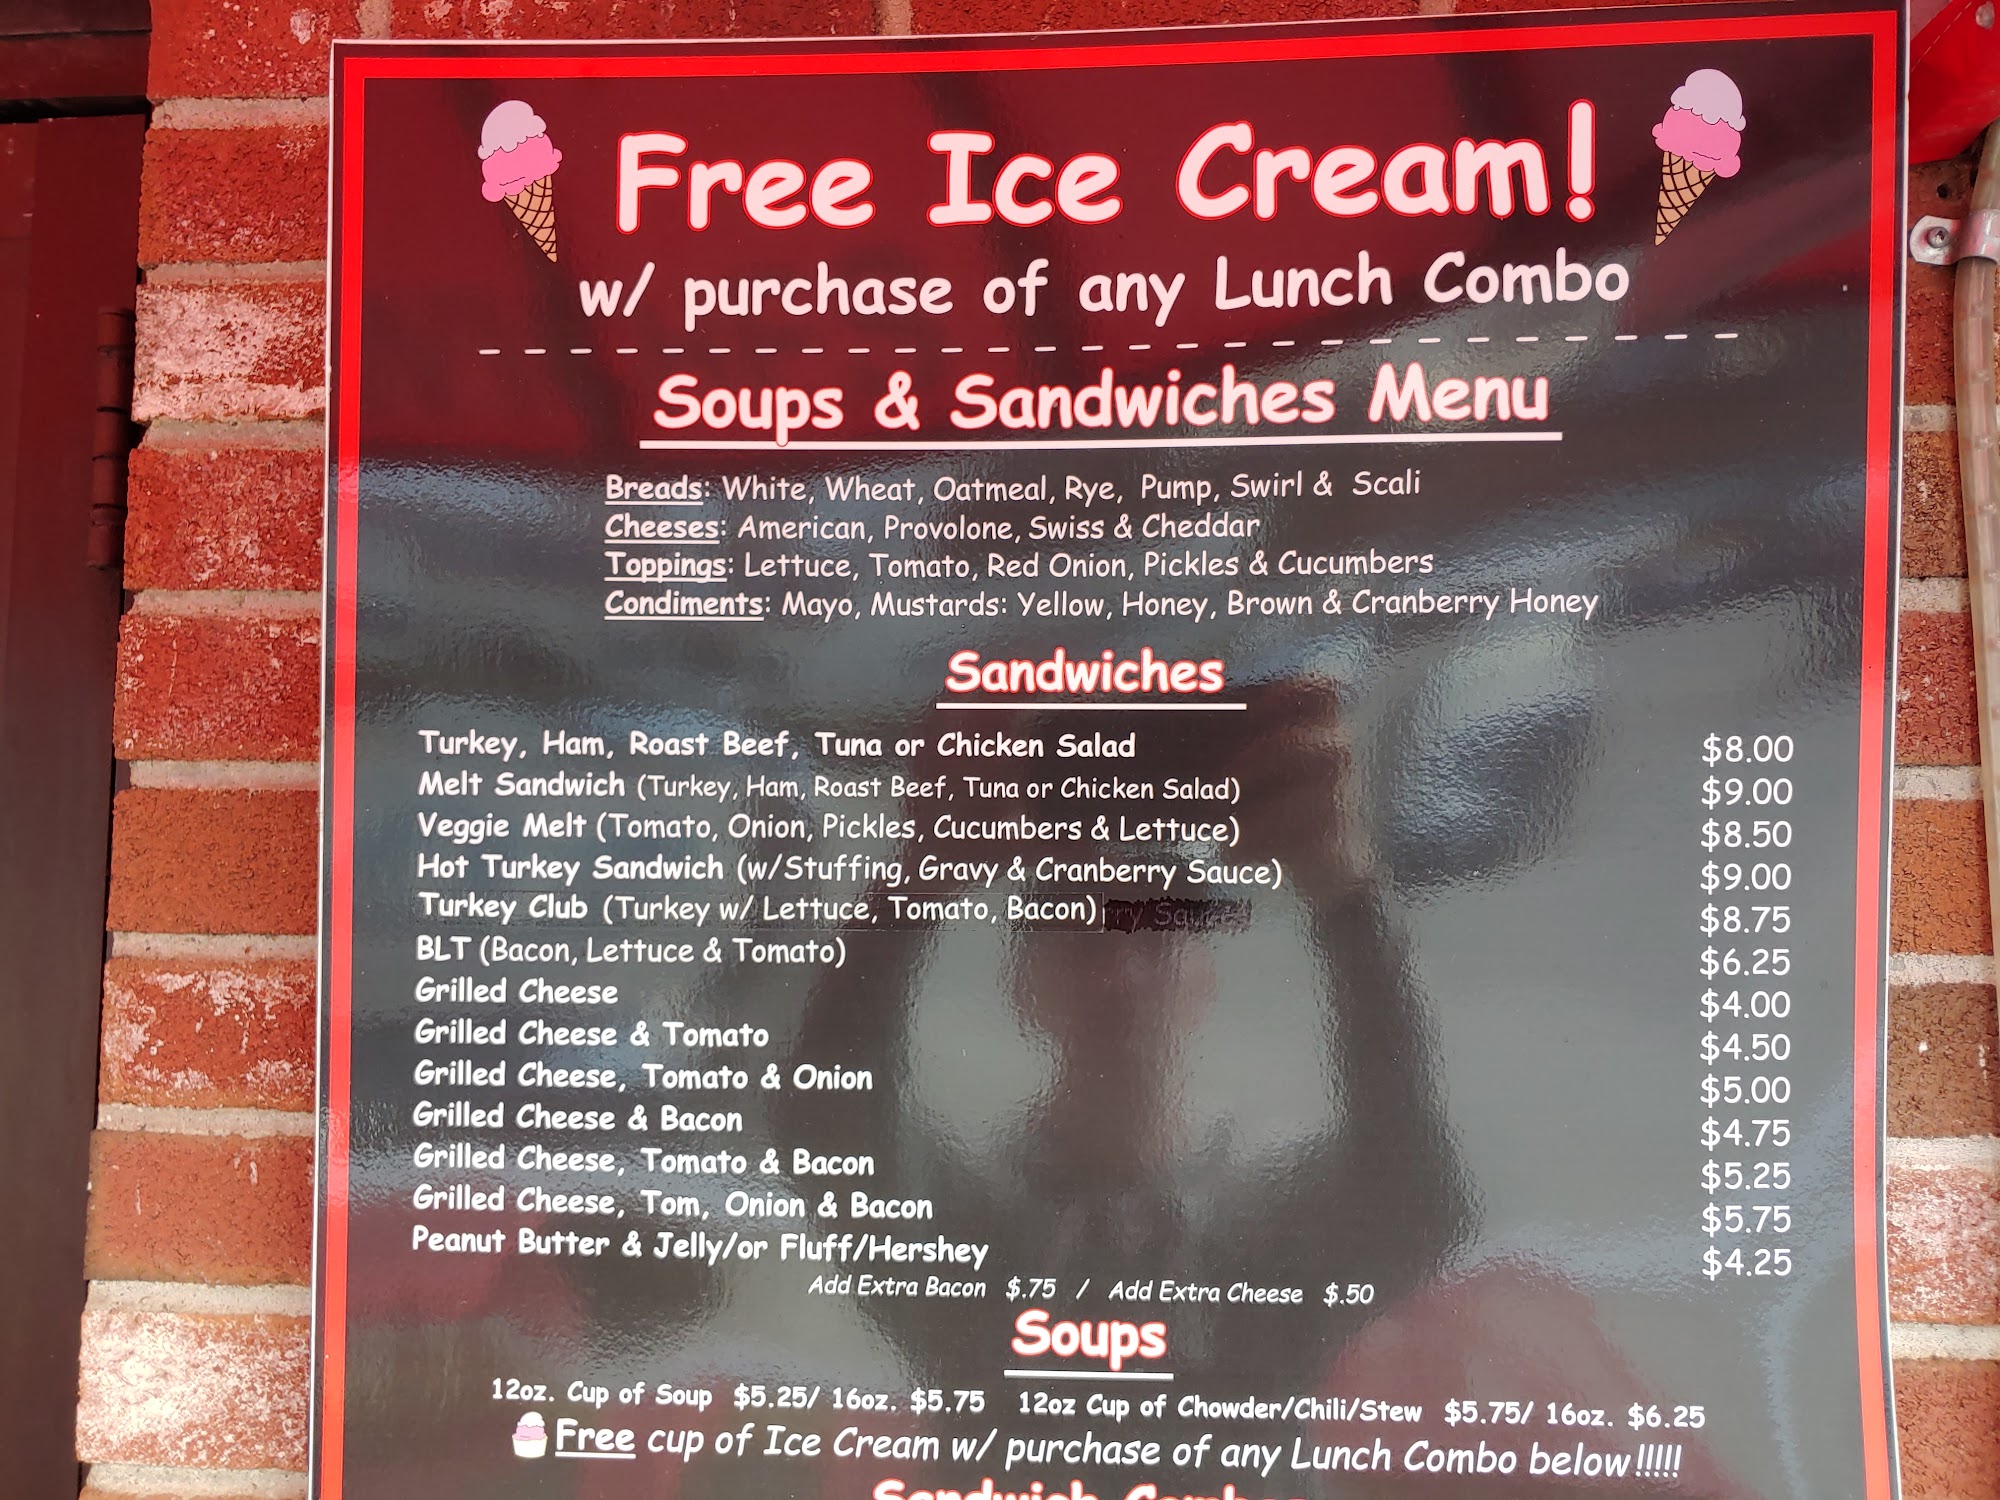 Free Ice Cream!
w/ purchase of any Lunch Combo
Soups & Sandwiches Menu
Breads: White, Wheat, Oatmeal, Rye, Pump, Swirl & Scali
Cheeses: American, Provolone, Swiss & Cheddar
Toppings: Lettuce, Tomato, Red Onion, Pickles & Cucumbers
Condiments: Mayo, Mustards: Yellow, Honey, Brown & Cranberry Honey
Sandwiches
Turkey, Ham, Roast Beef, Tuna or Chicken Salad $8.00
Melt Sandwich (Turkey, Ham, Roast Beef, Tuna or Chicken Salad) $9.00
Veggie Melt (Tomato, Onion, Pickles, Cucumbers & Lettuce) $8.50
Hot Turkey Sandwich (w/Stuffing, Gravy & Cranberry Sauce) $9.00
Turkey Club (Turkey w/ Lettuce, Tomato, Bacon) $8.75
BLT (Bacon, Lettuce & Tomato) $6.25
Grilled Cheese $4.00
Grilled Cheese & Tomato $4.50
Grilled Cheese, Tomato & Onion $5.00
Grilled Cheese & Bacon $4.75
Grilled Cheese, Tomato & Bacon $5.25
Grilled Cheese, Tom, Onion & Bacon $5.75
Peanut Butter & Jelly/or Fluff/Hershey $4.25
Add Extra Bacon $.75 / Add Extra Cheese $.50
Soups
12oz. Cup of Soup $5.25/ 16oz. $5.75 12oz Cup of Chowder/Chili/Stew $5.75/ 16oz. $6.25
Free cup of Ice Cream w/ purchase of any Lunch Combo below!!!!!
Sandwich Combos